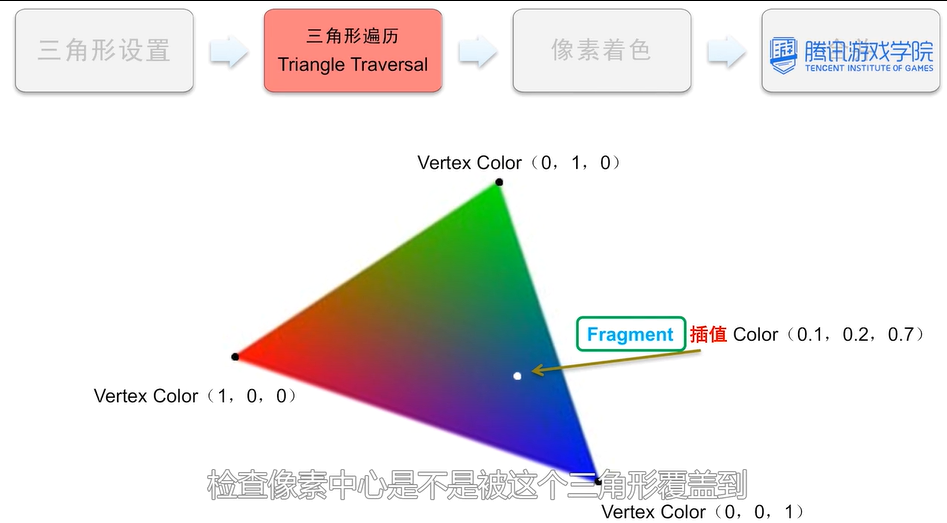 三角形设置
三角形遍历
Triangle Traversal
像素着色
腾讯游戏学院
TENCENT INSTITUTE OF GAMES
Vertex Color（0，1，0）
Fragment 插值 Color（0.1，0.2，0.7）
Vertex Color（1，0，0）
检查像素中心是不是被这个三角形覆盖到
Vertex Color（0，0，1）